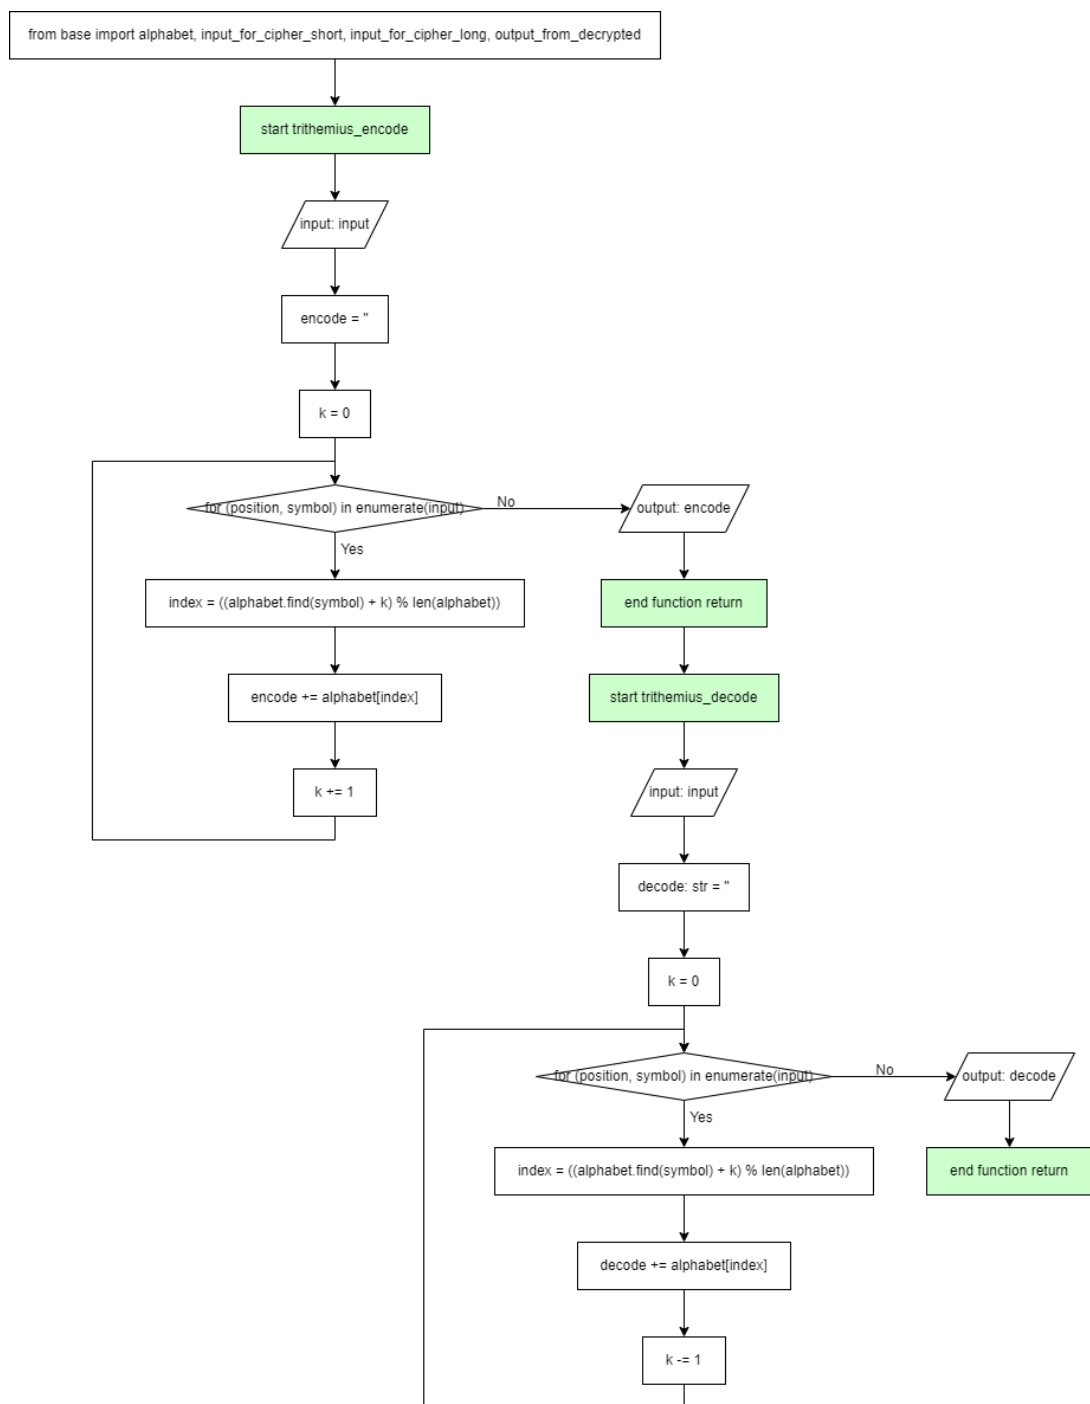 from base import alphabet, input_for_cipher_short, input_for_cipher_long, output_from_decrypted
start trithemius_encode
input: input
encode = "
k = 0
for (position, symbol) in enumerate(input)
No
output: encode
Yes
index = ((alphabet.find(symbol) + k) % len(alphabet))
encode += alphabet[index]
k += 1
end function return
start trithemius_decode
input: input
decode: str = "
k = 0
for (position, symbol) in enumerate(input)
No
output: decode
Yes
index = ((alphabet.find(symbol) + k) % len(alphabet))
end function return
decode += alphabet[index]
k -= 1